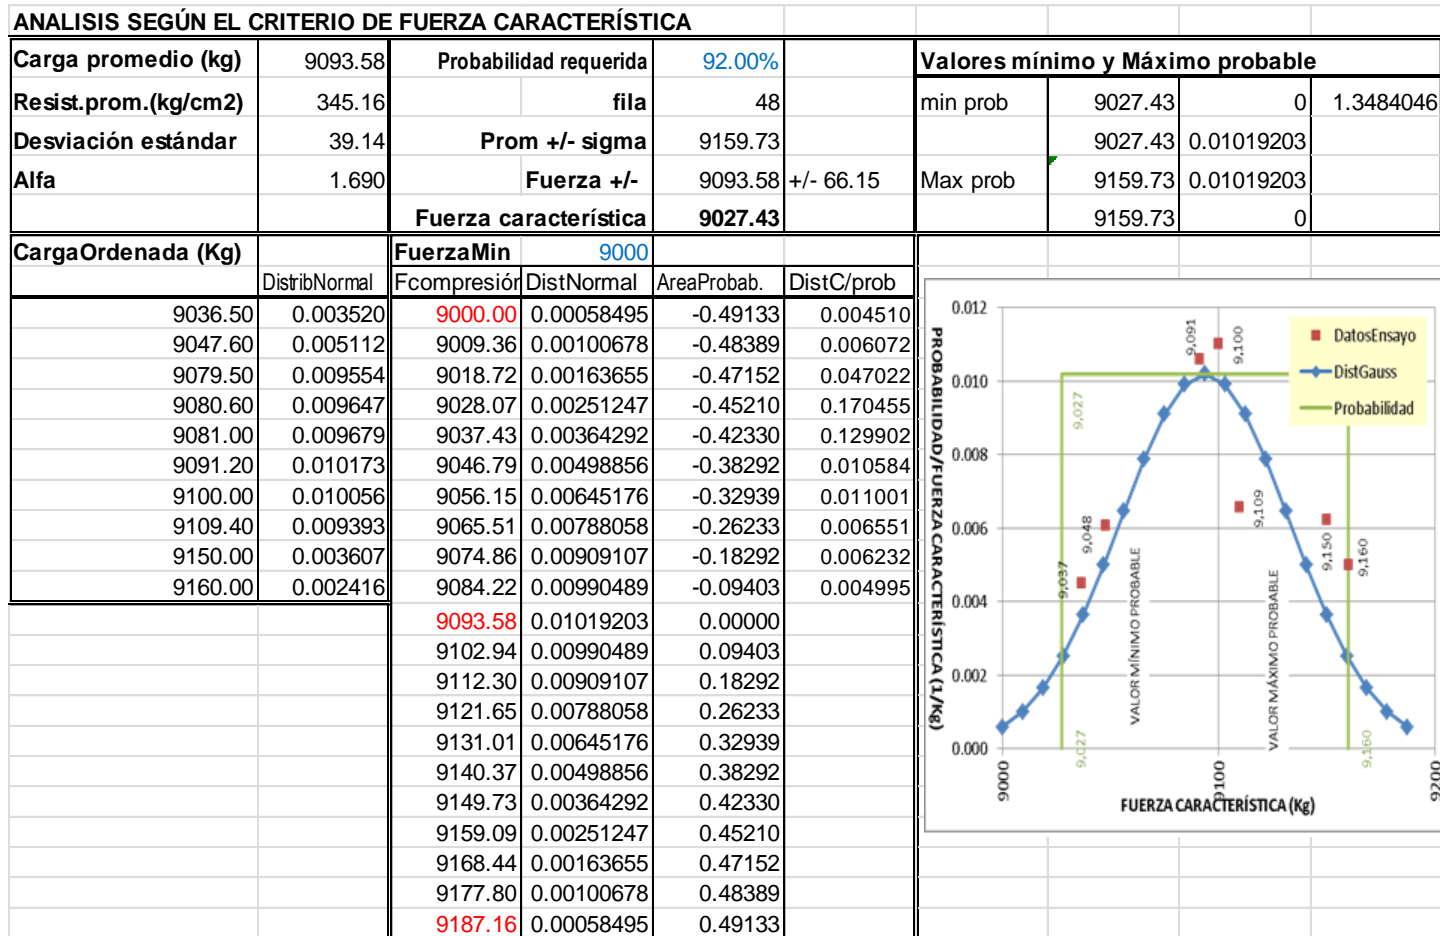 ANALISIS SEGÚN EL CRITERIO DE FUERZA CARACTERÍSTICA
Carga promedio (kg) 9093.58 Probabilidad requerida 92.00% Valores mínimo y Máximo probable
Resist.prom.(kg/cm2) 345.16 fila 48 min prob 9027.43 0 1.3484046
Desviación estándar 39.14 Prom +/- sigma 9159.73 9027.43 0.01019203
Alfa 1.690 Fuerza +/- 9093.58 +/- 66.15 Max prob 9159.73 0.01019203
Fuerza característica 9027.43 9159.73 0
CargaOrdenada (Kg) FuerzaMin 9000
DistribNormal Fcompresión DistNormal AreaProbab. DistC/prob
9036.50 0.003520 9000.00 0.00058495 -0.49133 0.004510
9047.60 0.005112 9009.36 0.00100678 -0.48389 0.006072
9079.50 0.009554 9018.72 0.00163655 -0.47152 0.047022
9080.60 0.009647 9028.07 0.00251247 -0.45210 0.170455
9081.00 0.009679 9037.43 0.00364292 -0.42330 0.129902
9091.20 0.010173 9046.79 0.00498856 -0.38292 0.010584
9100.00 0.010056 9056.15 0.00645176 -0.32939 0.011001
9109.40 0.009393 9065.51 0.00788058 -0.26233 0.006551
9150.00 0.003607 9074.86 0.00909107 -0.18292 0.006232
9160.00 0.002416 9084.22 0.00990489 -0.09403 0.004995
9093.58 0.01019203 0.00000
9102.94 0.00990489 0.09403
9112.30 0.00909107 0.18292
9121.65 0.00788058 0.26233
9131.01 0.00645176 0.32939
9140.37 0.00498856 0.38292
9149.73 0.00364292 0.42330
9159.09 0.00251247 0.45210
9168.44 0.00163655 0.47152
9177.80 0.00100678 0.48389
9187.16 0.00058495 0.49133
PROBABILIDAD/FUERZA CARACTERÍSTICA (1/Kg)
0.012
0.010
0.008
0.006
0.004
0.002
0.000
9,027
9,037
9,048
9,091
9,100
9,109
9,150
9,160
9,027
9,160
VALOR MÍNIMO PROBABLE
VALOR MÁXIMO PROBABLE
DatosEnsayo
DistGauss
Probabilidad
9000
9100
9200
FUERZA CARACTERÍSTICA (Kg)